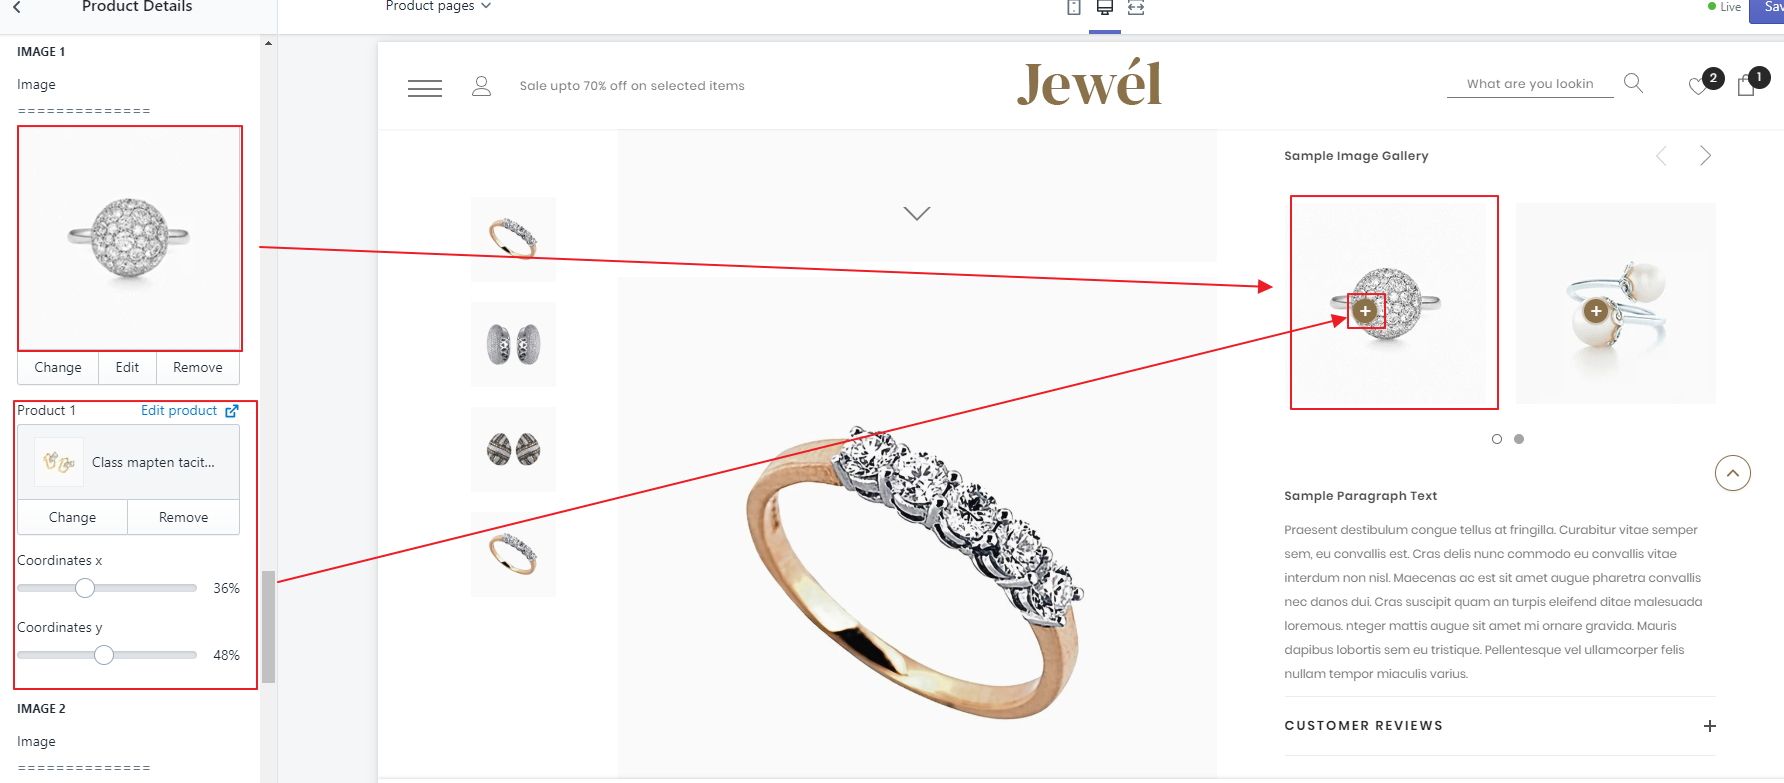 Product Details
Product pages
Live
Sav
IMAGE 1
Image
==============
Change
Edit
Remove
Product 1
Edit product
Class mapten tacit...
Change
Remove
Coordinates x
36%
Coordinates y
48%
IMAGE 2
Image
==============
Sale upto 70% off on selected items
Jewél
What are you lookin
2
1
Sample Image Gallery
Sample Paragraph Text
Praesent destibulum congue tellus at fringilla. Curabitur vitae semper
sem, eu convallis est. Cras delis nunc commodo eu convallis vitae
interdum non nisl. Maecenas ac est sit amet augue pharetra convallis
nec danos dui. Cras suscipit quam an turpis eleifend ditae malesuada
loremous. nteger mattis augue sit amet mi ornare gravida. Mauris
dapibus lobortis sem eu tristique. Pellentesque vel ullamcorper felis
nullam tempor miaculis varius.
CUSTOMER REVIEWS